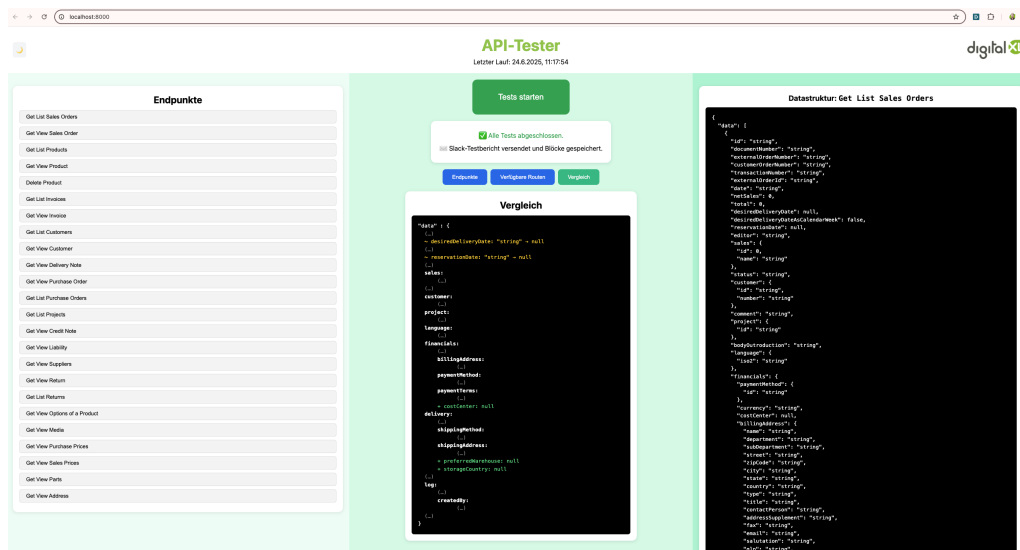 localhost:8000
API-Tester
Letzter Lauf: 24.6.2025, 11:17:54
digital
Endpunkte
Get List Sales Orders
Get View Sales Order
Get List Products
Get View Product
Delete Product
Get List Invoices
Get View Invoice
Get List Customers
Get View Customer
Get View Delivery Note
Get View Purchase Order
Get List Purchase Orders
Get List Projects
Get View Credit Note
Get View Liability
Get View Suppliers
Get View Return
Get List Returns
Get View Options of a Product
Get View Media
Get View Purchase Prices
Get View Sales Prices
Get View Parts
Get View Address
Tests starten
✅ Alle Tests abgeschlossen.
📨 Slack-Testbericht versendet und Blöcke gespeichert.
Endpunkte
Verfügbare Routen
Vergleich
Vergleich
"data" : {
(…)
~ desiredDeliveryDate: "string" → null
(…)
~ reservationDate: "string" → null
(…)
sales:
(…)
(…)
customer:
(…)
project:
(…)
language:
(…)
financials:
(…)
billingAddress:
(…)
paymentMethod:
(…)
paymentTerms:
(…)
+ costCenter: null
delivery:
(…)
shippingMethod:
(…)
shippingAddress:
(…)
+ preferredWarehouse: null
+ storageCountry: null
(…)
log:
(…)
createdBy:
(…)
(…)
}
Datastruktur: Get List Sales Orders
{
"data": [
{
"id": "string",
"documentNumber": "string",
"externalOrderNumber": "string",
"customerOrderNumber": "string",
"transactionNumber": "string",
"externalOrderId": "string",
"date": "string",
"netSales": 0,
"total": 0,
"desiredDeliveryDate": null,
"desiredDeliveryDateAsCalendarWeek": false,
"reservationDate": null,
"editor": "string",
"sales": {
"id": 0,
"name": "string"
},
"status": "string",
"customer": {
"id": "string",
"number": "string"
},
"comment": "string",
"project": {
"id": "string"
},
"bodyOutroduction": "string",
"language": {
"iso2": "string"
},
"financials": {
"paymentMethod": {
"id": "string"
},
"currency": "string",
"costCenter": null,
"billingAddress": {
"name": "string",
"department": "string",
"subDepartment": "string",
"street": "string",
"zipCode": "string",
"city": "string",
"state": "string",
"country": "string",
"type": "string",
"title": "string",
"contactPerson": "string",
"addressSupplement": "string",
"fax": "string",
"email": "string",
"salutation": "string",